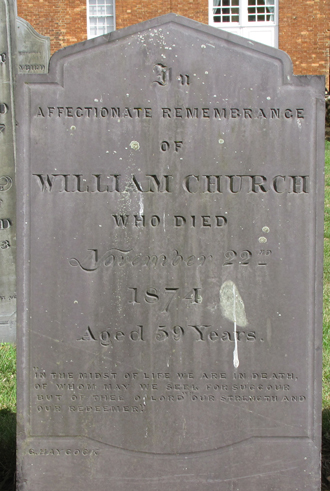 In
AFFECTIONATE REMEMBRANCE
OF
WILLIAM CHURCH
WHO DIED
November 22ND
1874
Aged 59 Years.
IN THE MIDST OF LIFE WE ARE IN DEATH,
OF WHOM MAY WE SEEK FOR SUCCOUR
BUT OF THEE O, LORD OUR STRENGTH AND
OUR REDEEMER.
HAYCOCK